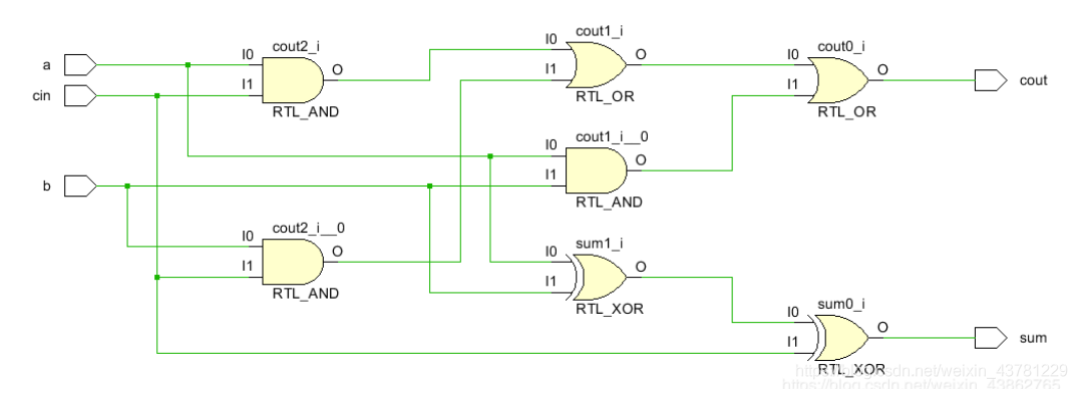 cout2_i
I0
a
I1
O
cin
RTL_AND
cout1_i
I0
I1
O
RTL_OR
cout0_i
I0
I1
O
cout
RTL_OR
cout1_i__0
I0
I1
O
RTL_AND
b
cout2_i__0
I0
I1
O
RTL_AND
sum1_i
I0
I1
O
RTL_XOR
sum0_i
I0
I1
O
sum
RTL_XOR
https://blog.csdn.net/weixin_43781229
https://blog.csdn.net/weixin_43862765